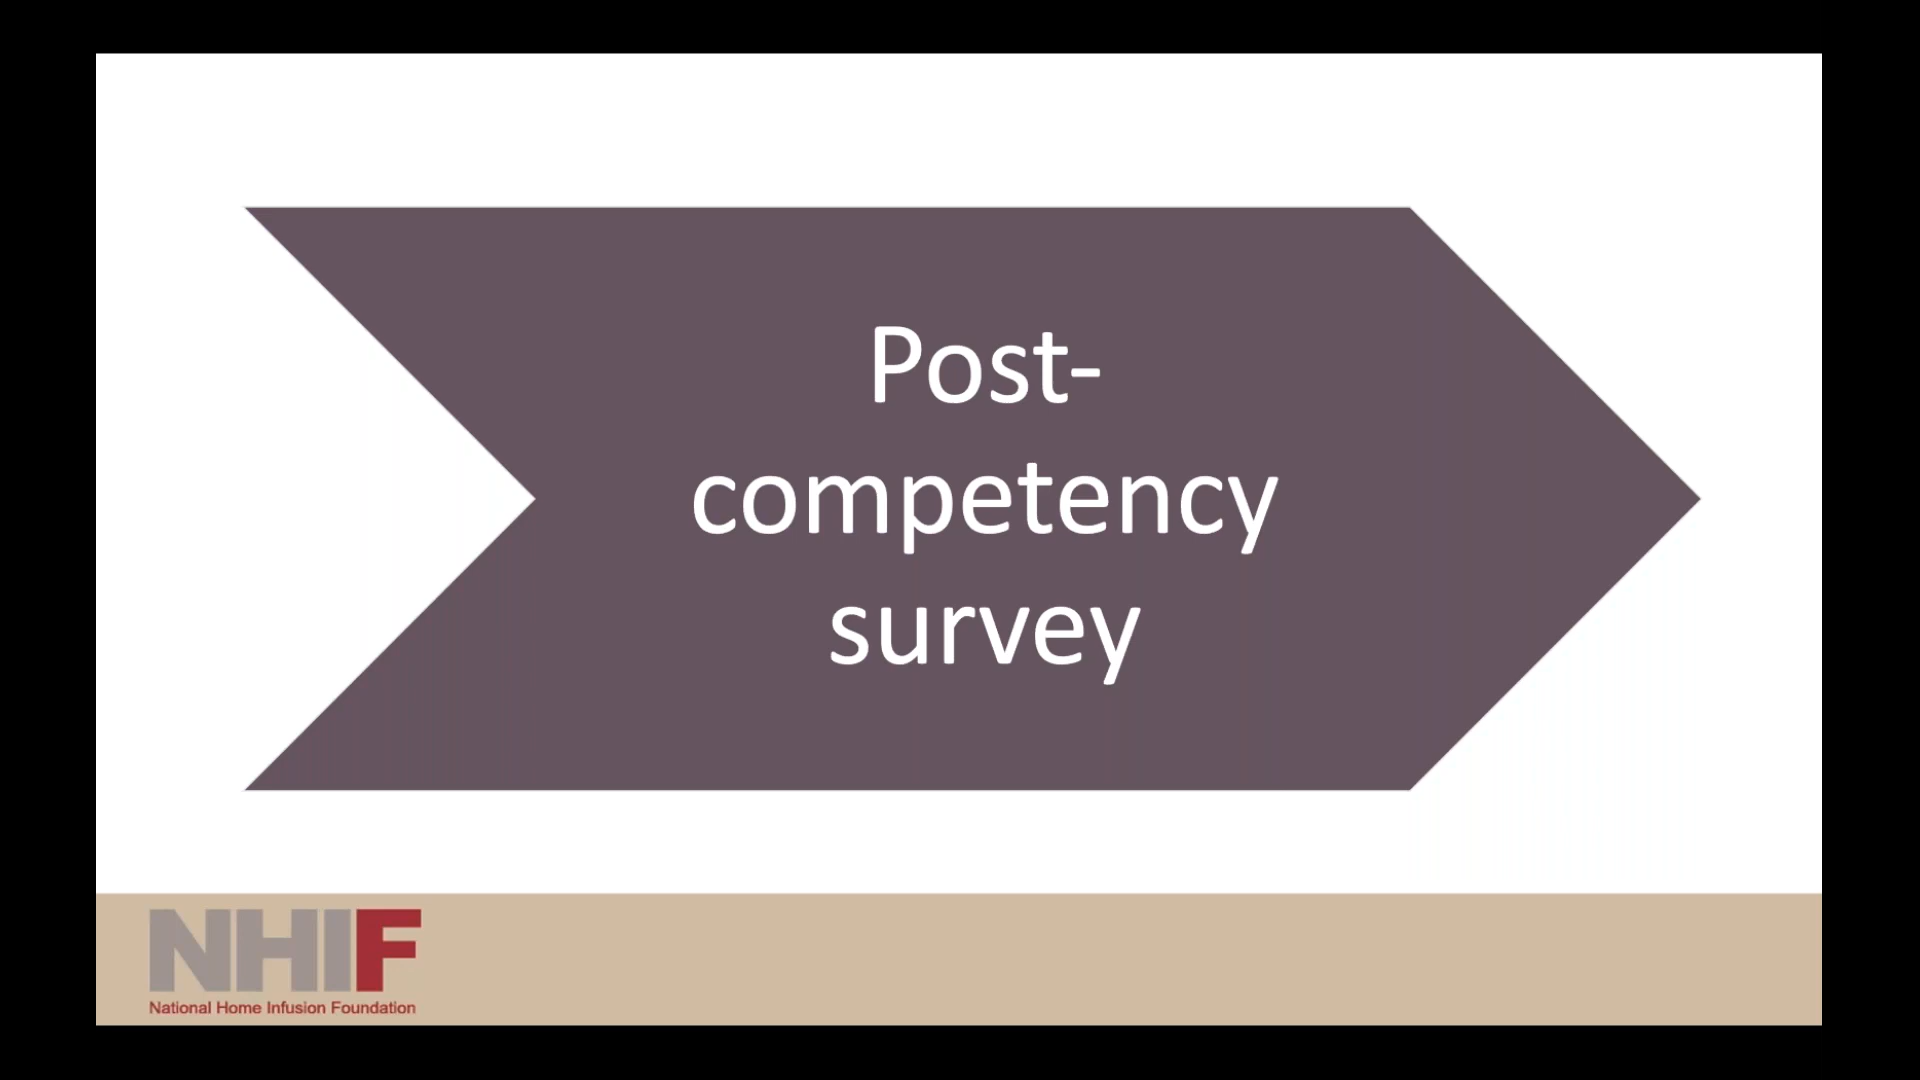 Post-
competency
survey
NHIF
National Home Infusion Foundation